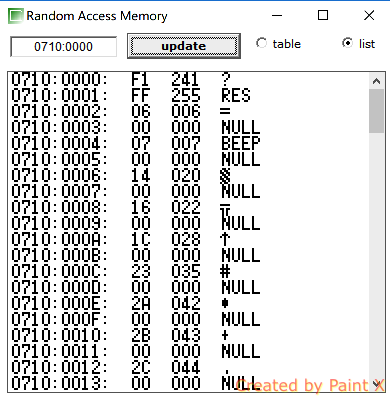 Random Access Memory
0710:0000 update table list
0710:0000: F1 241 ?
0710:0001: FF 255 RES
0710:0002: 06 006 =
0710:0003: 00 000 NULL
0710:0004: 07 007 BEEP
0710:0005: 00 000 NULL
0710:0006: 14 020 ▒
0710:0007: 00 000 NULL
0710:0008: 16 022 ╤
0710:0009: 00 000 NULL
0710:000A: 1C 028 ↑
0710:000B: 00 000 NULL
0710:000C: 23 035 #
0710:000D: 00 000 NULL
0710:000E: 2A 042 *
0710:000F: 00 000 NULL
0710:0010: 2B 043 +
0710:0011: 00 000 NULL
0710:0012: 2C 044 ,
0710:0013: 00 000 NULL
Created by Paint X